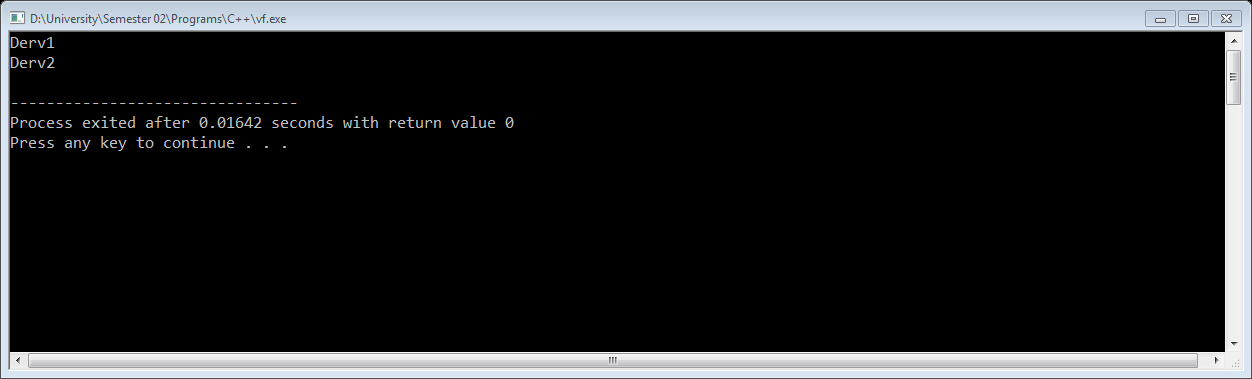 D:\University\Semester 02\Programs\C++\vf.exe
Derv1
Derv2
--------------------------------
Process exited after 0.01642 seconds with return value 0
Press any key to continue . . .